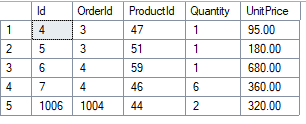 Id OrderId ProductId Quantity UnitPrice
1 4 3 47 1 95.00
2 5 3 51 1 180.00
3 6 4 59 1 680.00
4 7 4 46 6 360.00
5 1006 1004 44 2 320.00